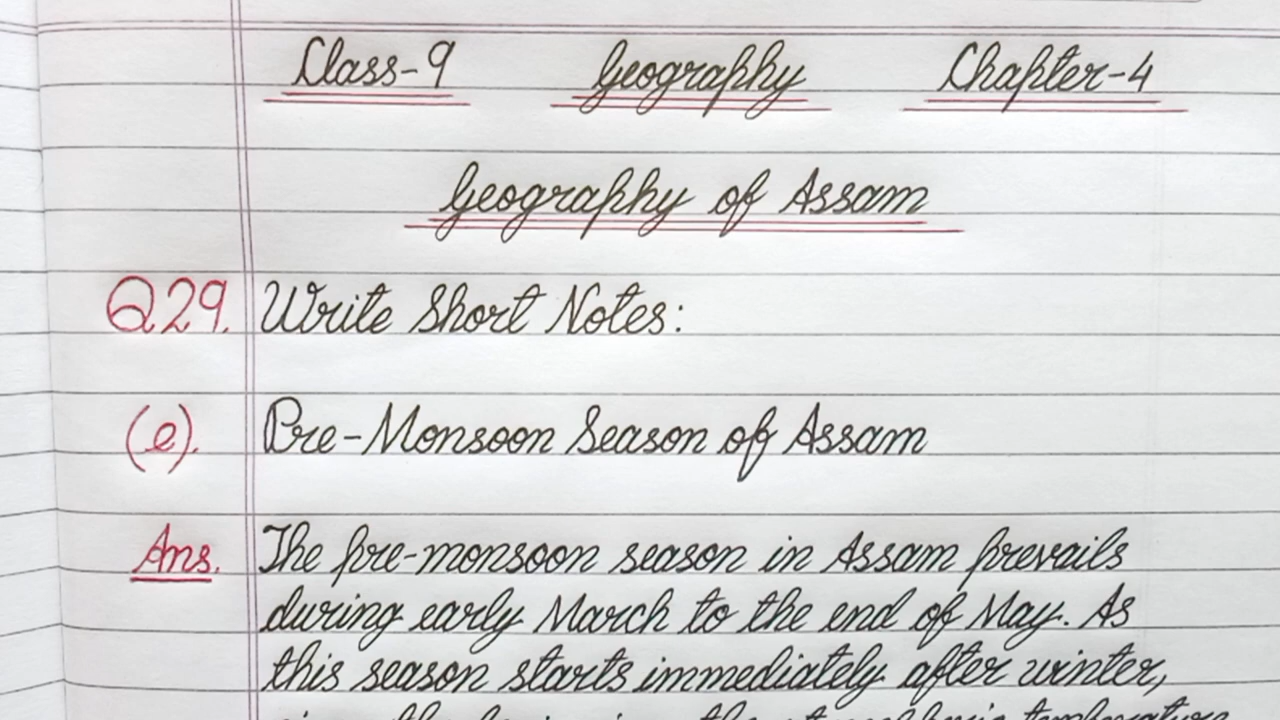 Class-9 Geography Chapter-4
Geography of Assam
Q29. Write Short Notes:
(e). Pre-Monsoon Season of Assam
Ans. The pre-monsoon season in Assam prevails
during early March to the end of May. As
this season starts immediately after winter,